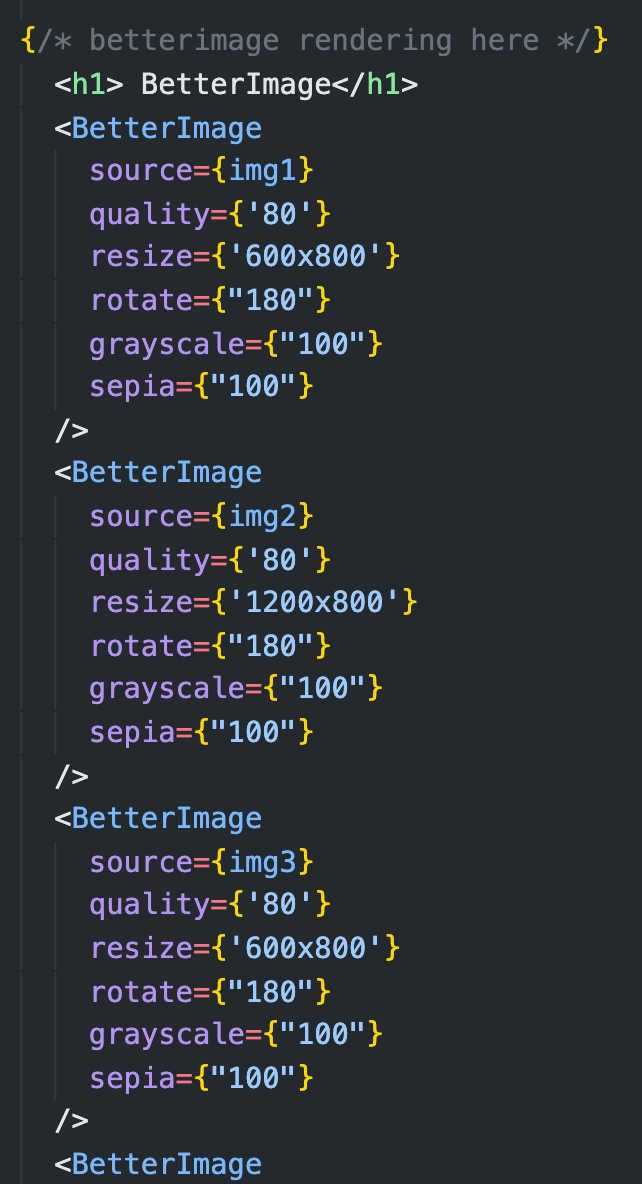 {/* betterimage rendering here */}
<h1> BetterImage</h1>
<BetterImage
source={img1}
quality={'80'}
resize={'600x800'}
rotate={"180"}
grayscale={"100"}
sepia={"100"}
/>
<BetterImage
source={img2}
quality={'80'}
resize={'1200x800'}
rotate={"180"}
grayscale={"100"}
sepia={"100"}
/>
<BetterImage
source={img3}
quality={'80'}
resize={'600x800'}
rotate={"180"}
grayscale={"100"}
sepia={"100"}
/>
<BetterImage